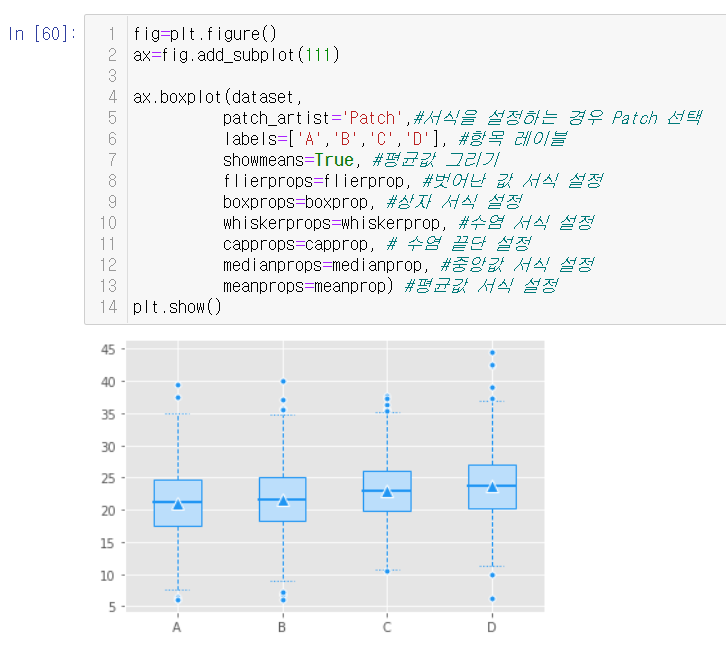 In [60]:
1 fig=plt.figure()
2 ax=fig.add_subplot(111)
3
4 ax.boxplot(dataset,
5 patch_artist='Patch',#서식을 설정하는 경우 Patch 선택
6 labels=['A','B','C','D'], #항목 레이블
7 showmeans=True, #평균값 그리기
8 flierprops=flierprop, #벗어난 값 서식 설정
9 boxprops=boxprop, #상자 서식 설정
10 whiskerprops=whiskerprop, #수염 서식 설정
11 capprops=capprop, # 수염 끝단 설정
12 medianprops=medianprop, #중앙값 서식 설정
13 meanprops=meanprop) #평균값 서식 설정
14 plt.show()
45
40
35
30
25
20
15
10
5
A B C D